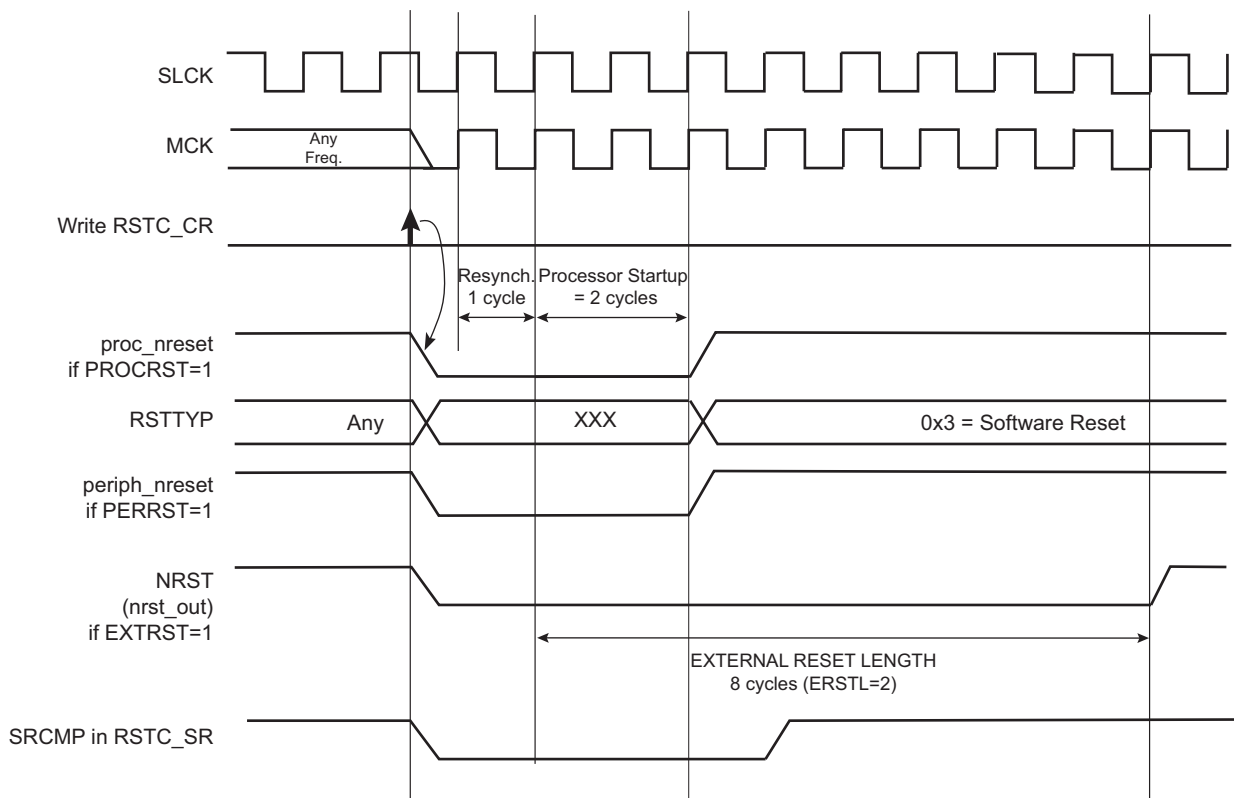 SLCK
MCK
Any
Freq.
Write RSTC_CR
Resynch.
1 cycle
Processor Startup
= 2 cycles
proc_nreset
if PROCRST=1
RSTTYP
Any
XXX
0x3 = Software Reset
periph_nreset
if PERRST=1
NRST
(nrst_out)
if EXTRST=1
EXTERNAL RESET LENGTH
8 cycles (ERSTL=2)
SRCMP in RSTC_SR